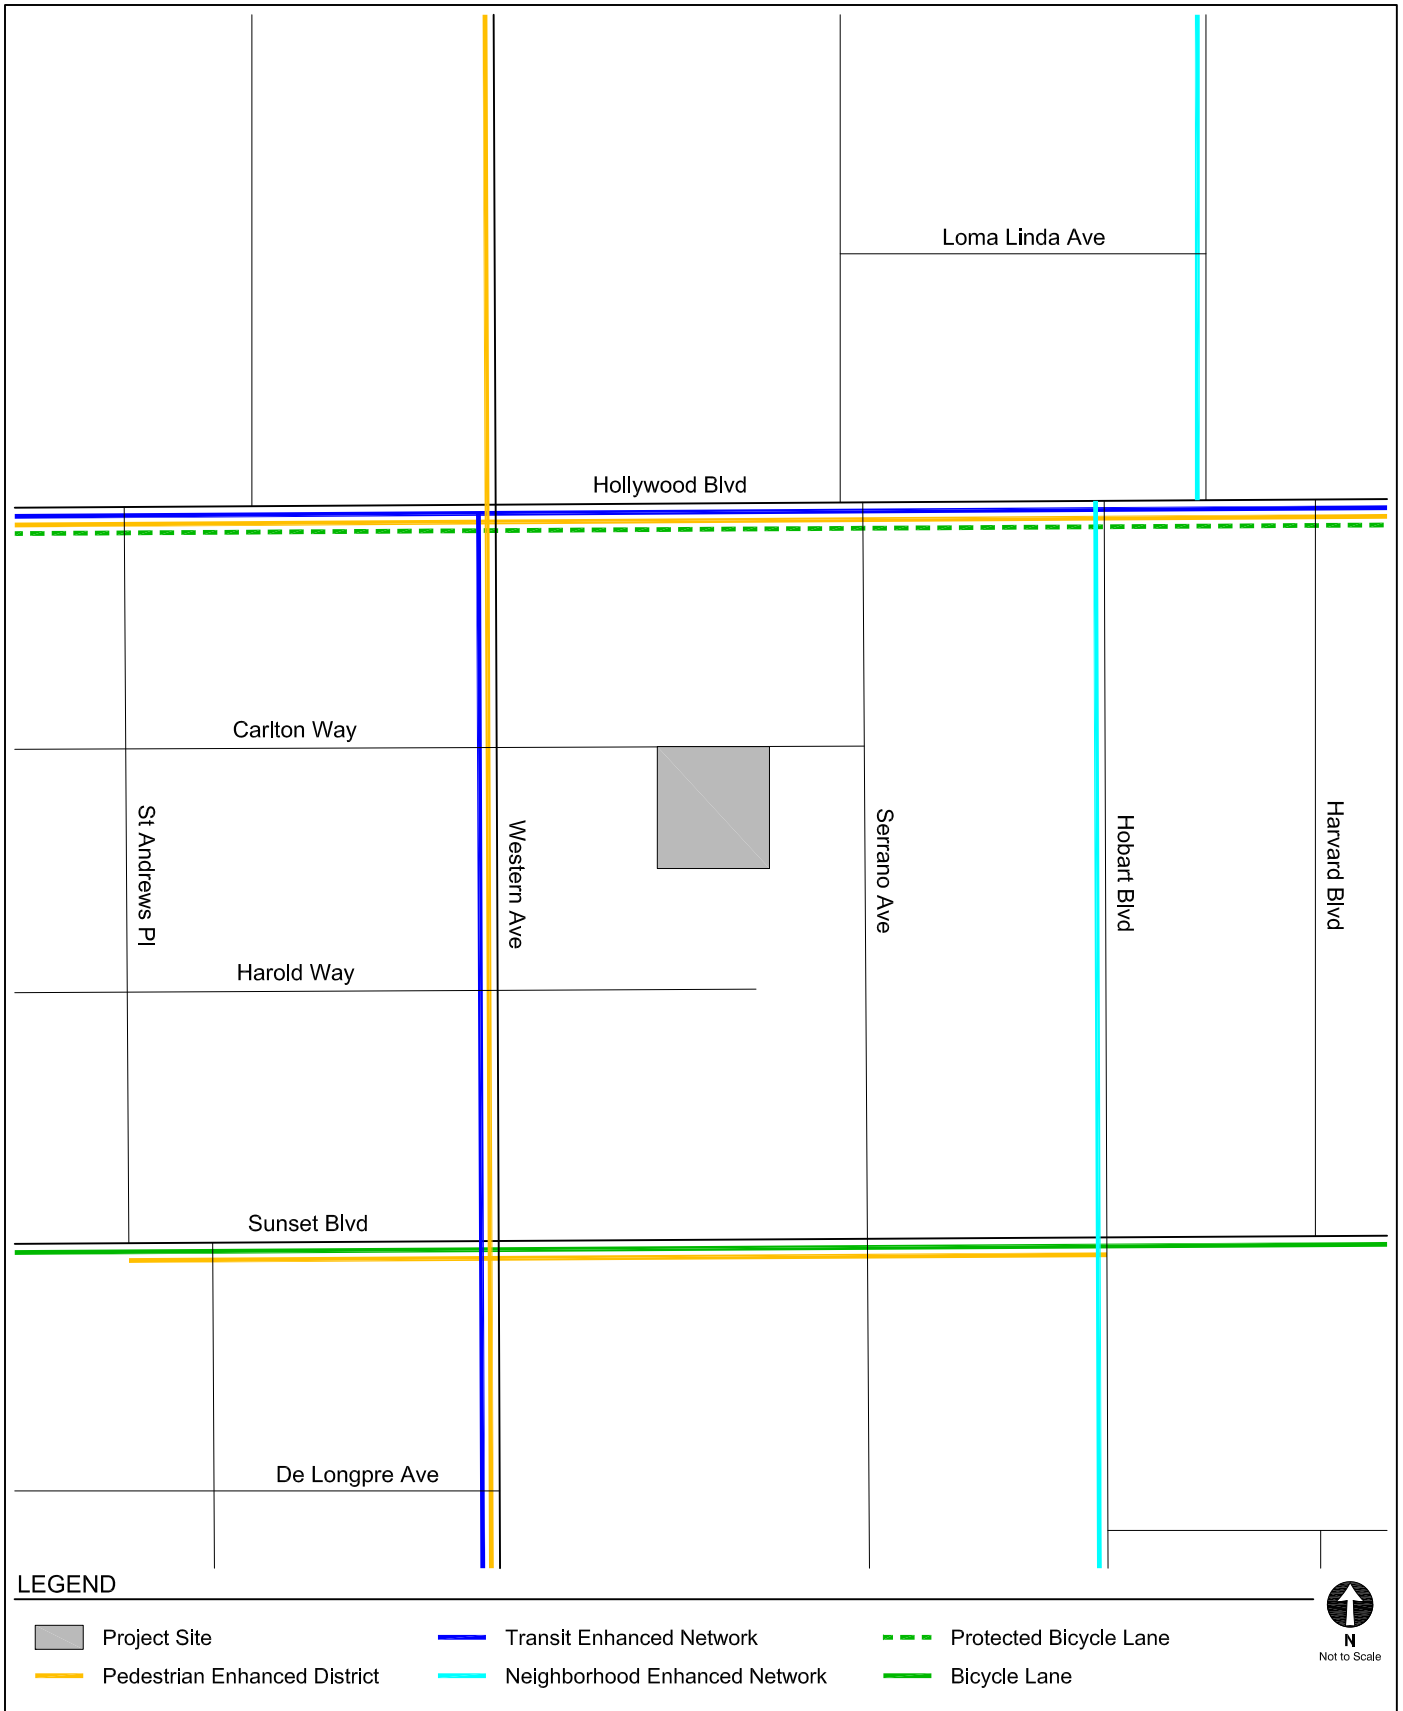 Loma Linda Ave
Hollywood Blvd
Carlton Way
St Andrews Pl
Western Ave
Serrano Ave
Hobart Blvd
Harvard Blvd
Harold Way
Sunset Blvd
De Longpre Ave
LEGEND
Project Site
Transit Enhanced Network
Protected Bicycle Lane
Pedestrian Enhanced District
Neighborhood Enhanced Network
Bicycle Lane
N
Not to Scale